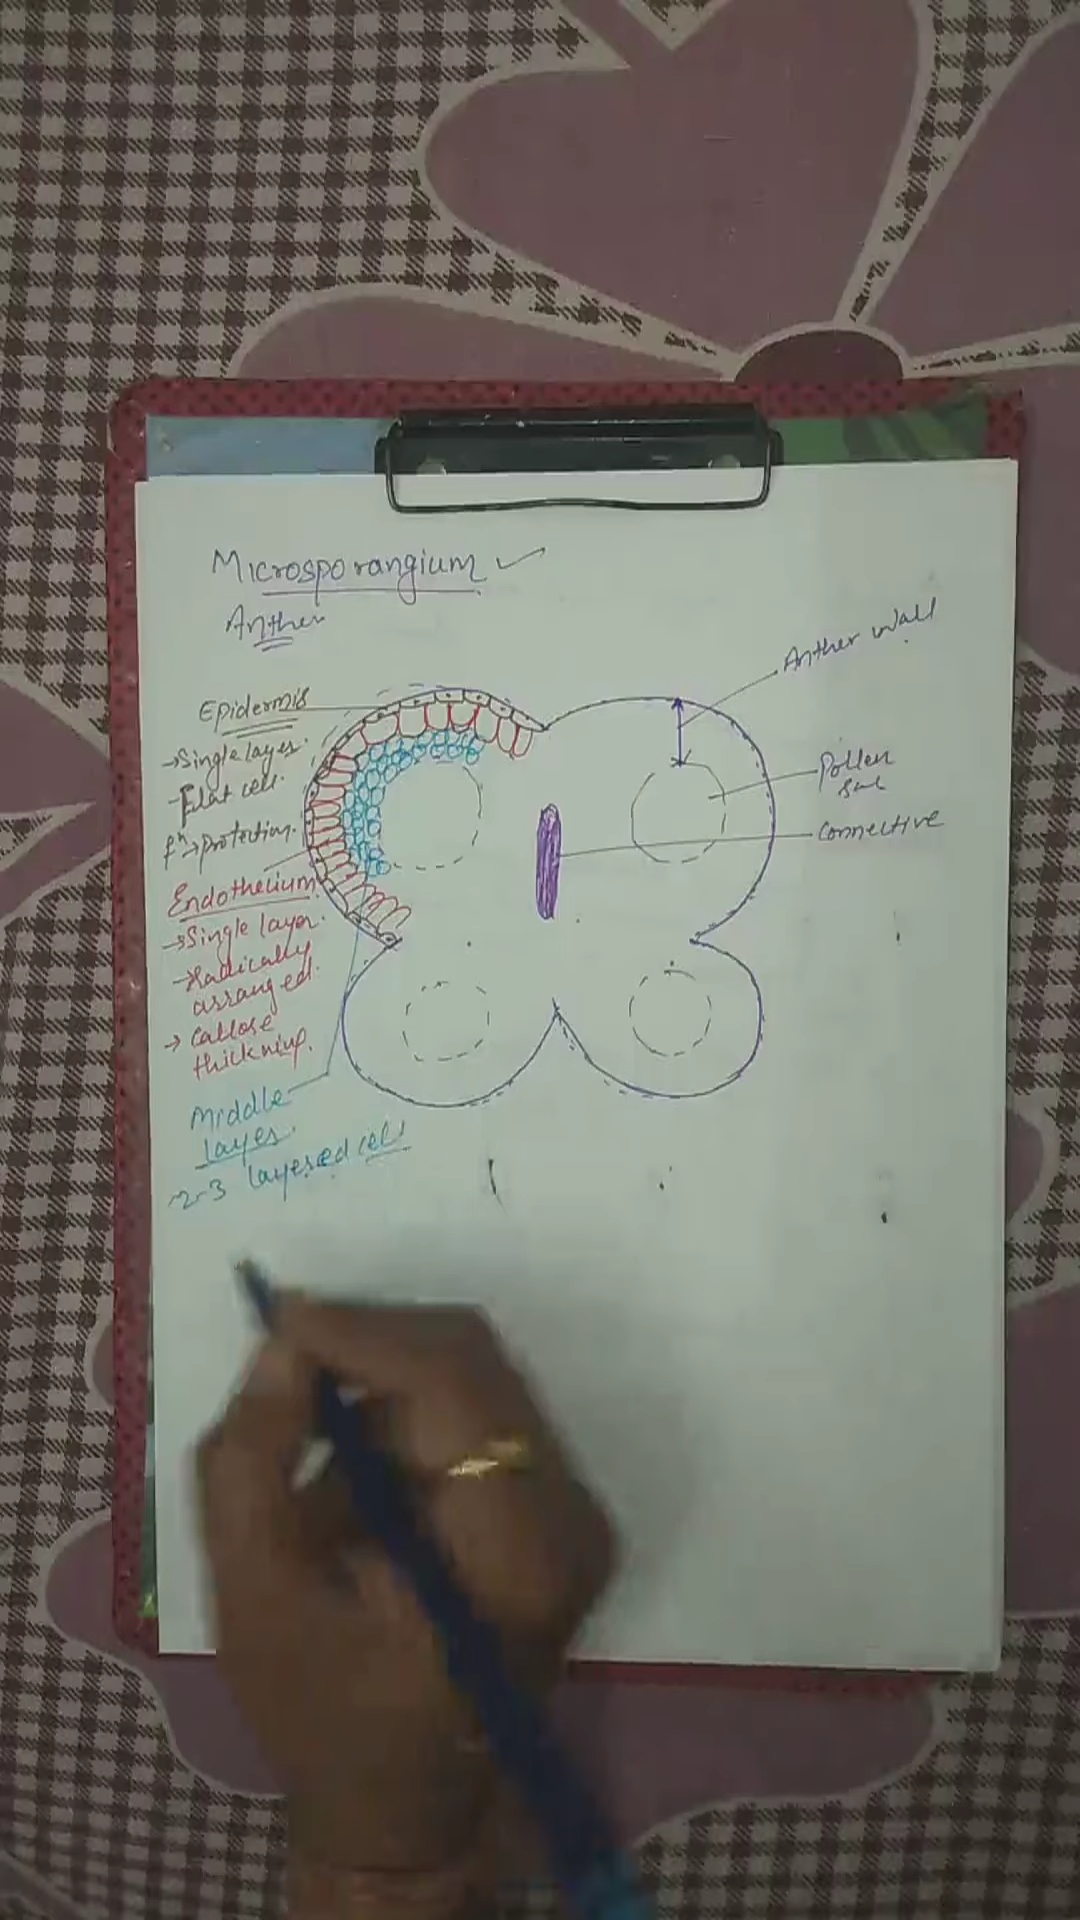 Microsporangium
Anther
Anther wall
Epidermis
→Single layer.
-Flat cell.
fⁿ→protection.
Pollen
Sac
Connective
Endothelium.
→Single layer.
→Radically
arranged.
→ Callose
thickning.
Middle
layer.
~2-3 layered cell